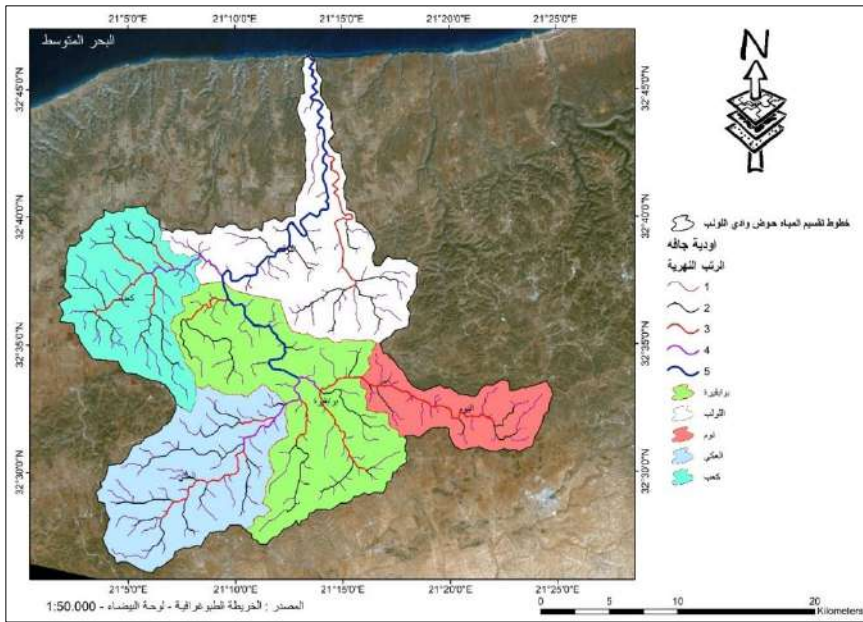 21°5'0"E 21°10'0"E 21°15'0"E 21°20'0"E 21°25'0"E
البحر المتوسط
N
32°45'0"N
32°45'0"N
32°40'0"N
32°40'0"N
32°35'0"N
32°35'0"N
32°30'0"N
32°30'0"N
كعب
بوابقيرة
خطوط تقسيم المياه حوض وادي اللولب
اودية جافه
الرتب النهرية
1
2
3
4
5
بوابقيرة
اللولب
لوم
العكي
كعب
21°5'0"E 21°10'0"E 21°15'0"E 21°20'0"E 21°25'0"E
المصدر : الخريطة الطبوغرافية - لوحة البيضاء - 1:50.000
0 5 10 20
Kilometers